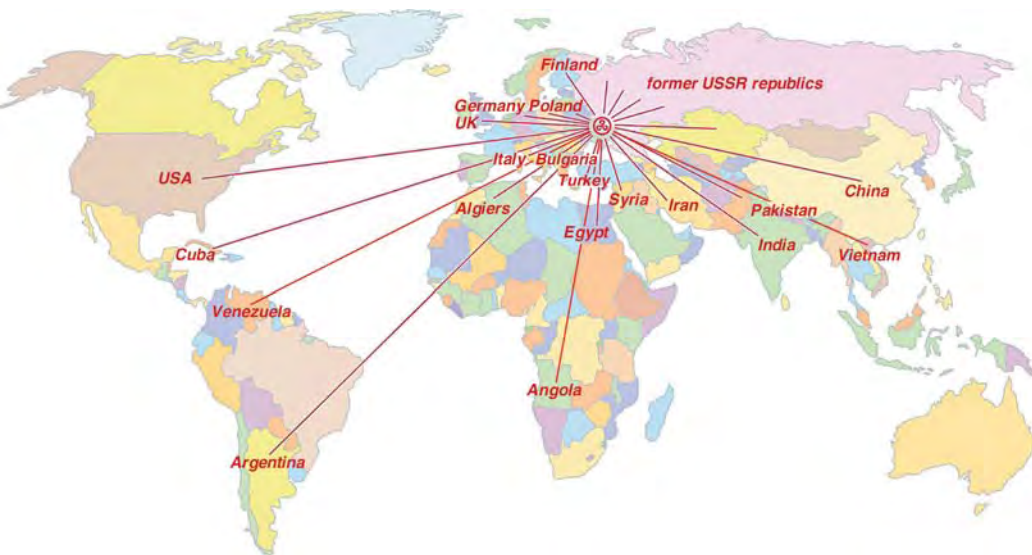 Finland
former USSR republics
Germany Poland
UK
Italy Bulgaria
USA
Turkey
China
Algiers
Syria
Iran
Pakistan
Egypt
India
Cuba
Vietnam
Venezuela
Angola
Argentina